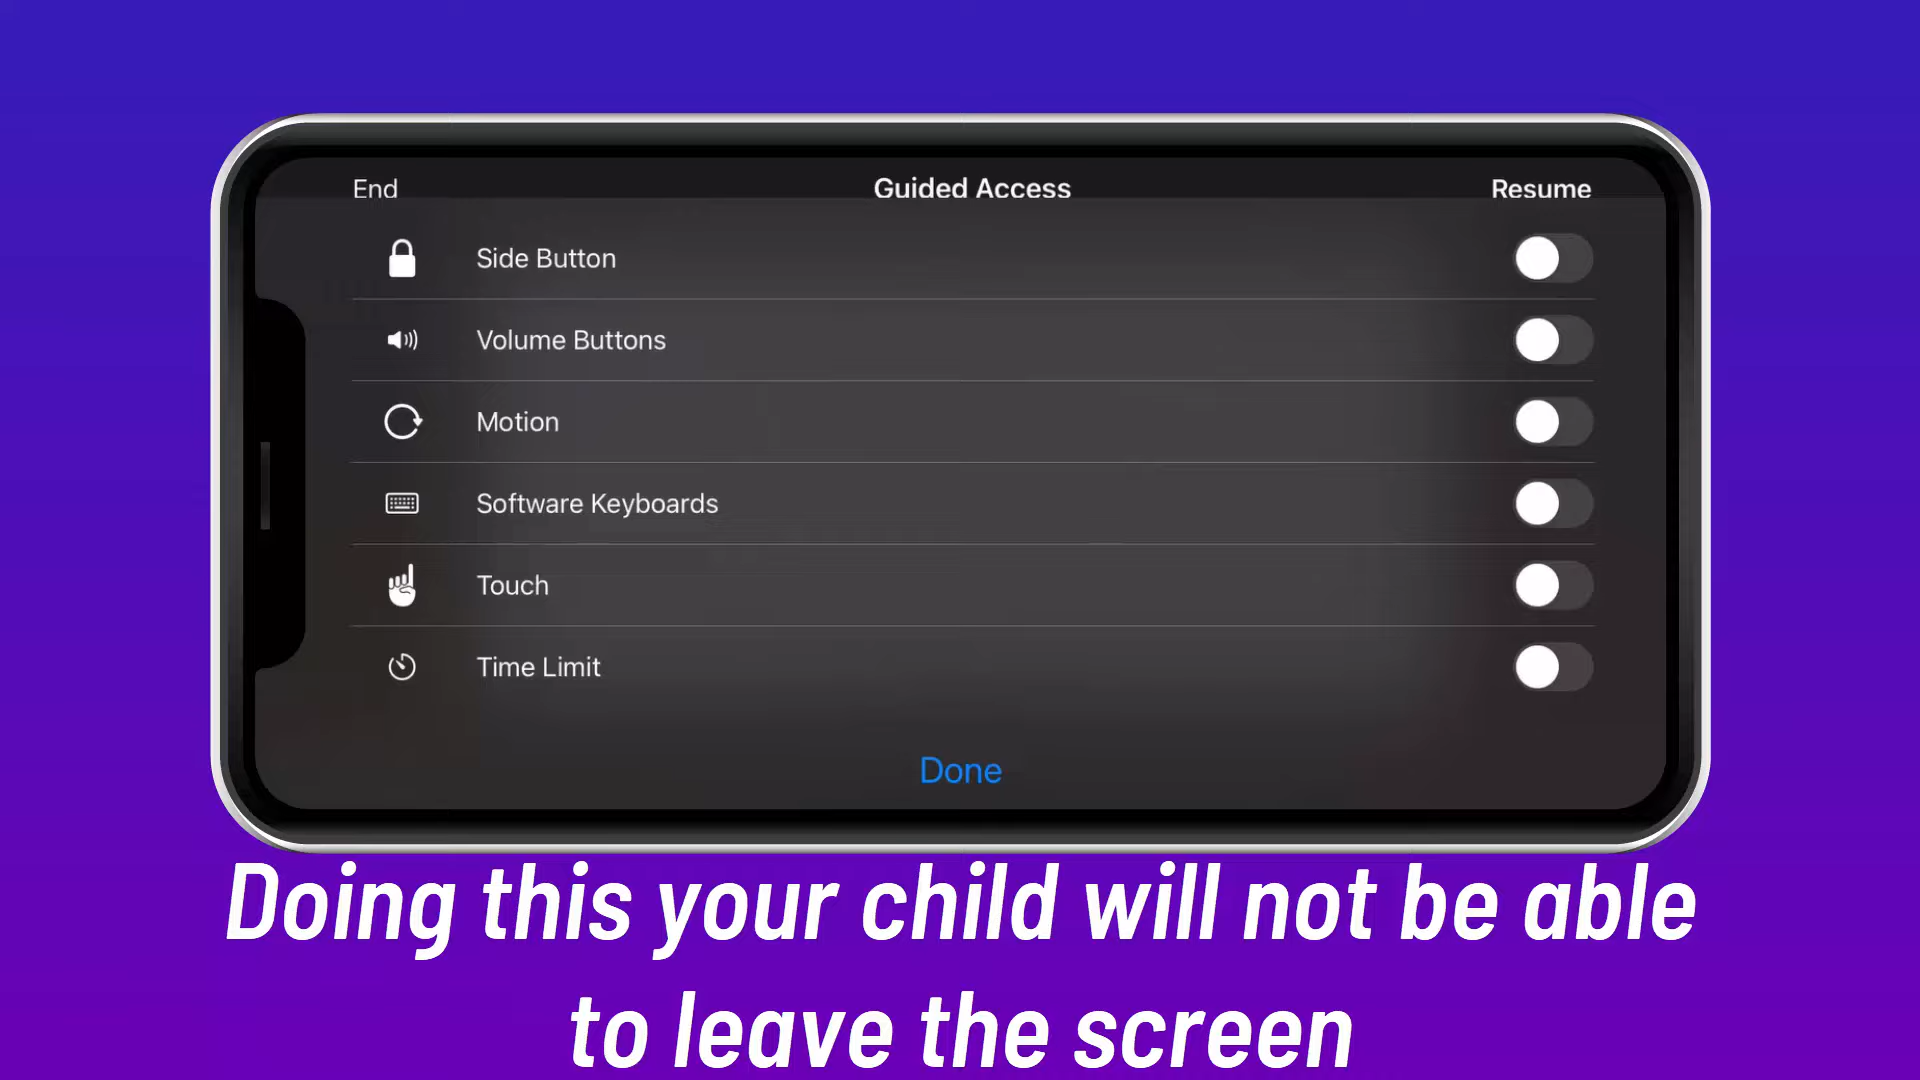 End Guided Access Resume
Side Button
Volume Buttons
Motion
Software Keyboards
Touch
Time Limit
Done
Doing this your child will not be able
to leave the screen